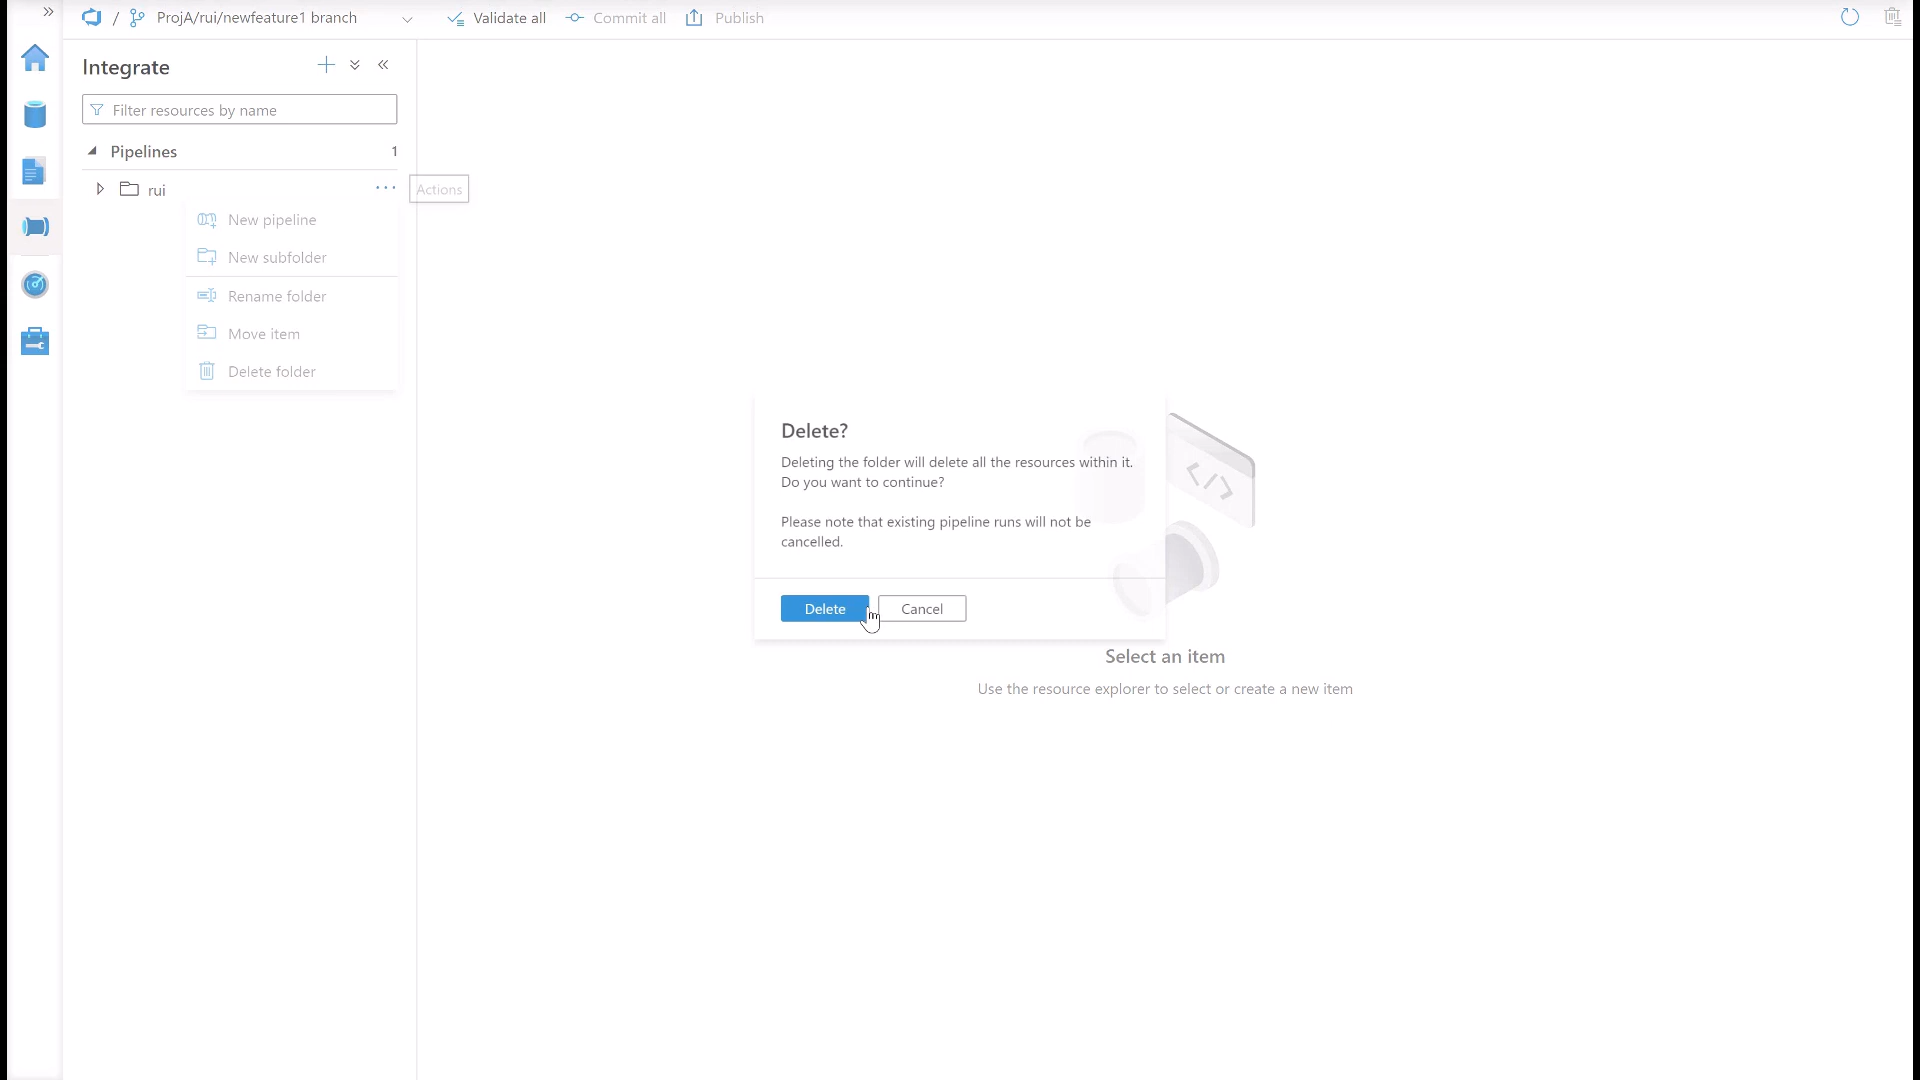 / ProjA/rui/newfeature1 branch Validate all Commit all Publish
Integrate
Filter resources by name
Pipelines 1
rui ... Actions
New pipeline
New subfolder
Rename folder
Move item
Delete folder
Delete?
Deleting the folder will delete all the resources within it.
Do you want to continue?
Please note that existing pipeline runs will not be
cancelled.
Delete Cancel
</>
Select an item
Use the resource explorer to select or create a new item